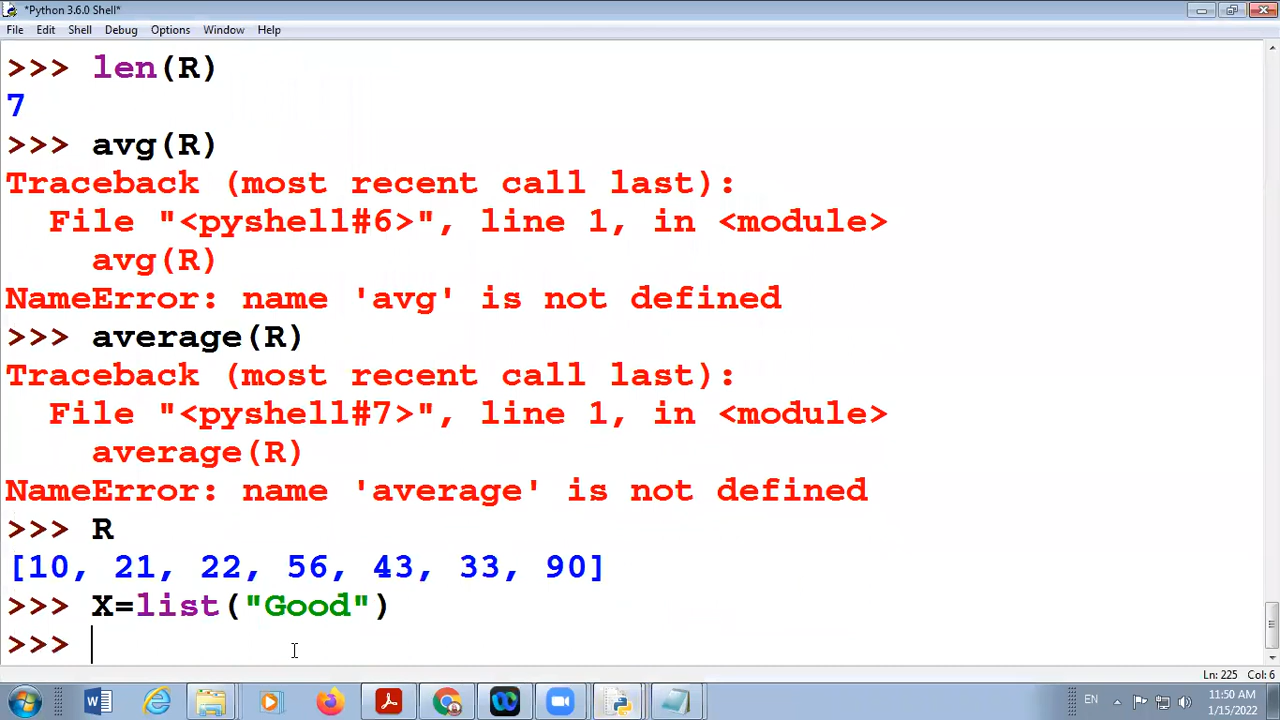 *Python 3.6.0 Shell*
File Edit Shell Debug Options Window Help
>>> len(R)
7
>>> avg(R)
Traceback (most recent call last):
  File "<pyshell#6>", line 1, in <module>
    avg(R)
NameError: name 'avg' is not defined
>>> average(R)
Traceback (most recent call last):
  File "<pyshell#7>", line 1, in <module>
    average(R)
NameError: name 'average' is not defined
>>> R
[10, 21, 22, 56, 43, 33, 90]
>>> X=list("Good")
>>>
Ln: 225 Col: 6
EN 11:50 AM
1/15/2022